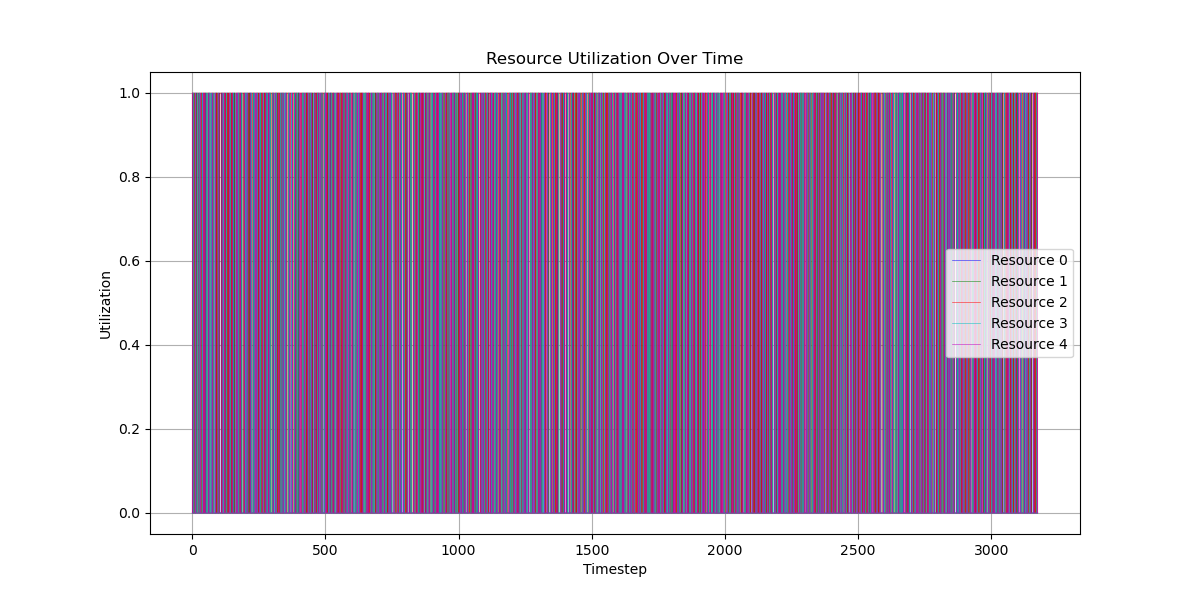 Resource Utilization Over Time
Utilization
1.0
0.8
0.6
0.4
0.2
0.0
Resource 0
Resource 1
Resource 2
Resource 3
Resource 4
0 500 1000 1500 2000 2500 3000
Timestep